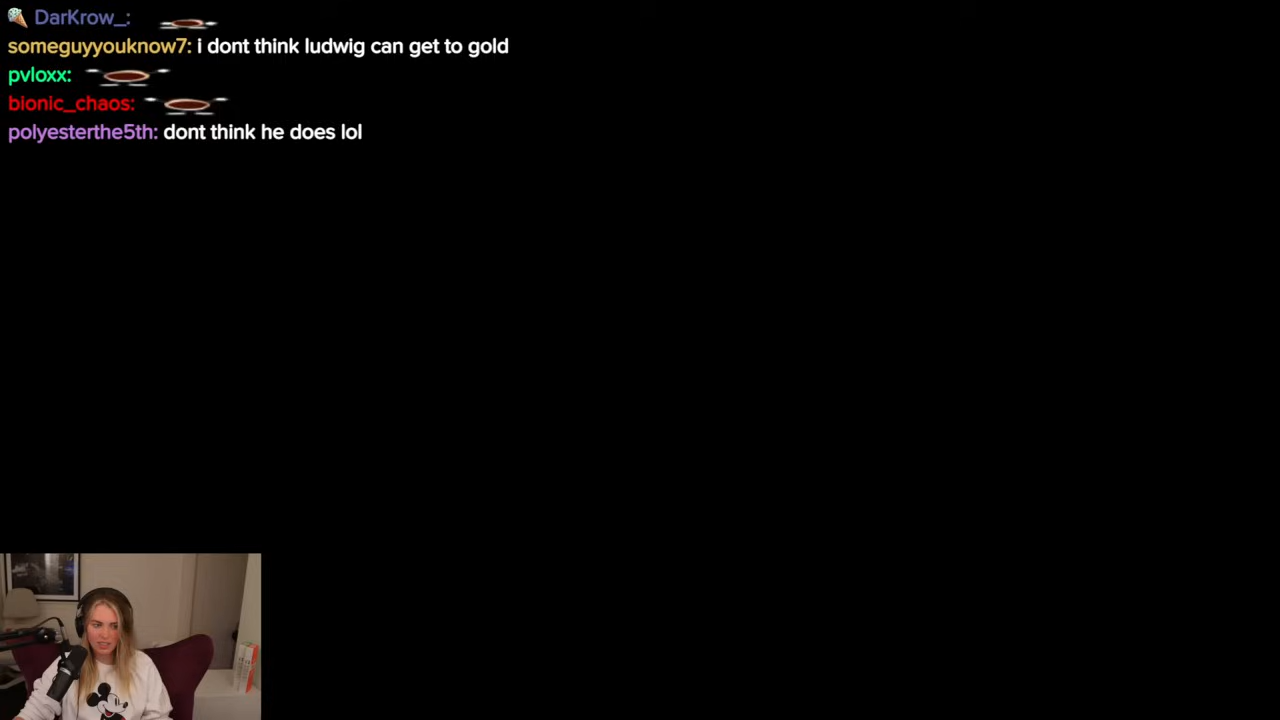 DarKrow_:
someguyyouknow7: i dont think ludwig can get to gold
pvloxx:
bionic_chaos:
polyesterthe5th: dont think he does lol